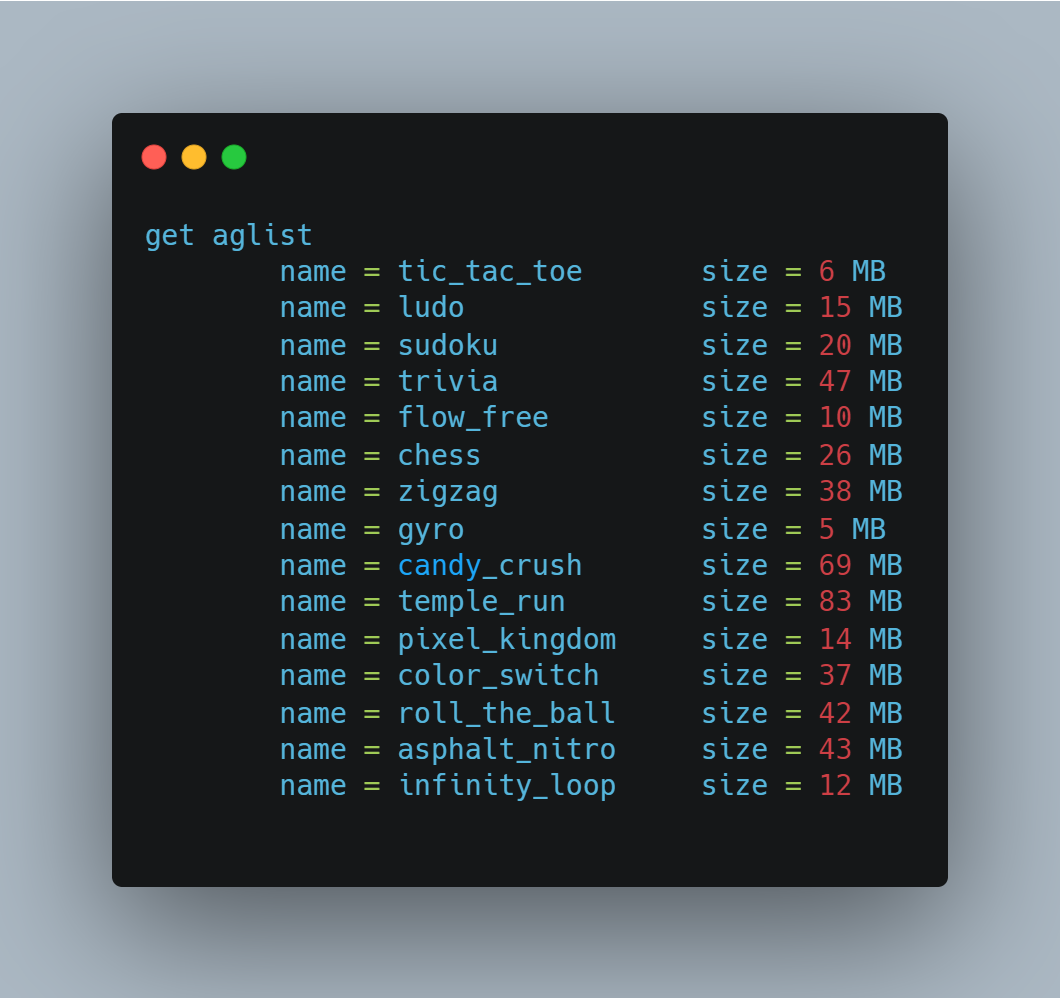 get aglist
name = tic_tac_toe size = 6 MB
name = ludo size = 15 MB
name = sudoku size = 20 MB
name = trivia size = 47 MB
name = flow_free size = 10 MB
name = chess size = 26 MB
name = zigzag size = 38 MB
name = gyro size = 5 MB
name = candy_crush size = 69 MB
name = temple_run size = 83 MB
name = pixel_kingdom size = 14 MB
name = color_switch size = 37 MB
name = roll_the_ball size = 42 MB
name = asphalt_nitro size = 43 MB
name = infinity_loop size = 12 MB